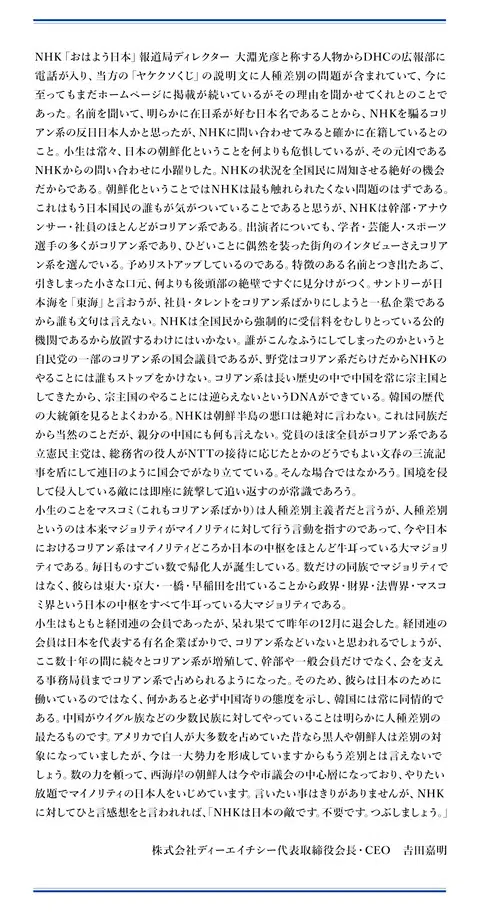 NHK「おはよう日本」報道局ディレクター 大淵光彦と称する人物からDHCの広報部に
電話が入り、当方の「ヤケクソくじ」の説明文に人種差別の問題が含まれていて、今に
至ってもまだホームページに掲載が続いているがその理由を聞かせてくれとのことで
あった。名前を聞いて、明らかに在日系が好む日本名であることから、NHKを騙るコリ
アン系の反日日本人かと思ったが、NHKに問い合わせてみると確かに在籍しているとの
こと。小生は常々、日本の朝鮮化ということを何よりも危惧しているが、その元凶である
NHKからの問い合わせに小躍りした。NHKの状況を全国民に周知させる絶好の機会
だからである。朝鮮化ということではNHKは最も触れられたくない問題のはずである。
これはもう日本国民の誰もが気がついていることであると思うが、NHKは幹部・アナウ
ンサー・社員のほとんどがコリアン系である。出演者についても、学者・芸能人・スポーツ
選手の多くがコリアン系であり、ひどいことに偶然を装った街角のインタビューさえコリア
ン系を選んでいる。予めリストアップしているのである。特徴のある名前とつき出たあご、
引きしまった小さな口元、何よりも後頭部の絶壁ですぐに見分けがつく。サントリーが日
本海を「東海」と言おうが、社員・タレントをコリアン系ばかりにしようと一私企業である
から誰も文句は言えない。NHKは全国民から強制的に受信料をむしりとっている公的
機関であるから放置するわけにはいかない。誰がこんなふうにしてしまったのかというと
自民党の一部のコリアン系の国会議員であるが、野党はコリアン系だらけだからNHKの
やることには誰もストップをかけない。コリアン系は長い歴史の中で中国を常に宗主国と
してきたから、宗主国のやることには逆らえないというDNAができている。韓国の歴代
の大統領を見るとよくわかる。NHKは朝鮮半島の悪口は絶対に言わない。これは同族だ
から当然のことだが、親分の中国にも何も言えない。党員のほぼ全員がコリアン系である
立憲民主党は、総務省の役人がNTTの接待に応じたとかのどうでもよい文春の三流記
事を盾にして連日のように国会でがなり立てている。そんな場合ではなかろう。国境を侵
して侵入している敵には即座に銃撃して追い返すのが常識であろう。
小生のことをマスコミ(これもコリアン系ばかり)は人種差別主義者だと言うが、人種差別
というのは本来マジョリティがマイノリティに対して行う言動を指すのであって、今や日本
におけるコリアン系はマイノリティどころか日本の中枢をほとんど牛耳っている大マジョリ
ティである。毎日ものすごい数で帰化人が誕生している。数だけの同族でマジョリティで
はなく、彼らは東大・京大・一橋・早稲田を出ていることから政界・財界・法曹界・マスコ
ミ界という日本の中枢をすべて牛耳っている大マジョリティである。
小生はもともと経団連の会員であったが、呆れ果てて昨年の12月に退会した。経団連の
会員は日本を代表する有名企業ばかりで、コリアン系などいないと思われるでしょうが、
ここ数十年の間に続々とコリアン系が増殖して、幹部や一般会員だけでなく、会を支え
る事務局員までコリアン系で占められるようになった。そのため、彼らは日本のために
働いているのではなく、何かあると必ず中国寄りの態度を示し、韓国には常に同情的で
ある。中国がウイグル族などの少数民族に対してやっていることは明らかに人種差別の
最たるものです。アメリカで白人が大多数を占めていた昔なら黒人や朝鮮人は差別の対
象になっていましたが、今は一大勢力を形成していますからもう差別とは言えないで
しょう。数の力を頼って、西海岸の朝鮮人は今や市議会の中心層になっており、やりたい
放題でマイノリティの日本人をいじめています。言いたい事はきりがありませんが、NHK
に対してひと言感想をと言われれば、「NHKは日本の敵です。不要です。つぶしましょう。」
株式会社ディーエイチシー代表取締役会長・CEO 吉田嘉明